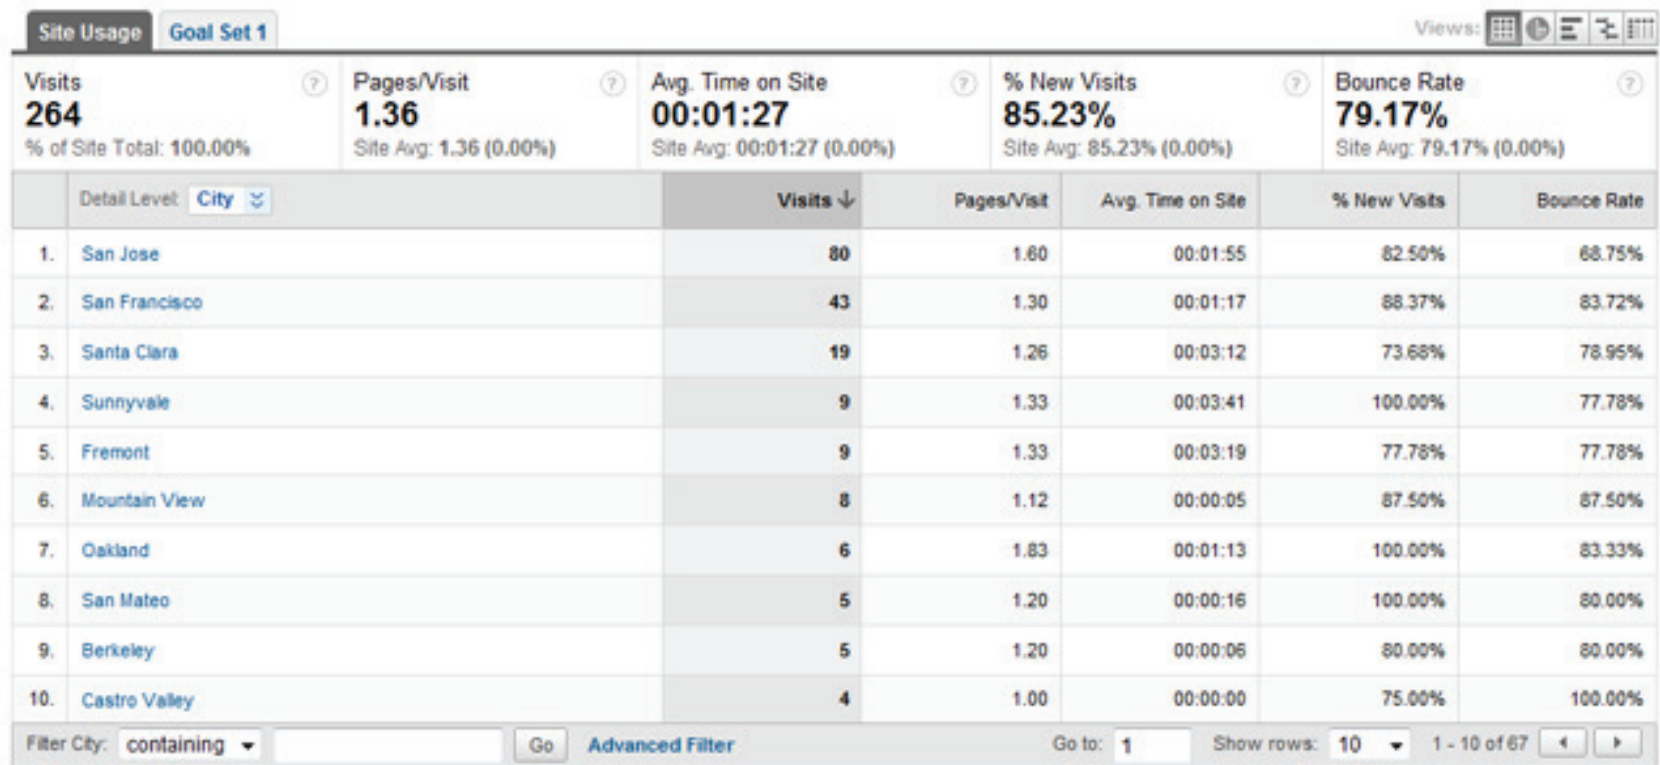 Site Usage Goal Set 1 Views:
Visits Pages/Visit Avg. Time on Site % New Visits Bounce Rate
264 1.36 00:01:27 85.23% 79.17%
% of Site Total: 100.00% Site Avg: 1.36 (0.00%) Site Avg: 00:01:27 (0.00%) Site Avg: 85.23% (0.00%) Site Avg: 79.17% (0.00%)
Detail Level: City Visits Pages/Visit Avg. Time on Site % New Visits Bounce Rate
1. San Jose 80 1.60 00:01:55 82.50% 68.75%
2. San Francisco 43 1.30 00:01:17 88.37% 83.72%
3. Santa Clara 19 1.26 00:03:12 73.68% 78.95%
4. Sunnyvale 9 1.33 00:03:41 100.00% 77.78%
5. Fremont 9 1.33 00:03:19 77.78% 77.78%
6. Mountain View 8 1.12 00:00:05 87.50% 87.50%
7. Oakland 6 1.83 00:01:13 100.00% 83.33%
8. San Mateo 5 1.20 00:00:16 100.00% 80.00%
9. Berkeley 5 1.20 00:00:06 80.00% 80.00%
10. Castro Valley 4 1.00 00:00:00 75.00% 100.00%
Filter City: containing Go Advanced Filter Go to: 1 Show rows: 10 1 - 10 of 67